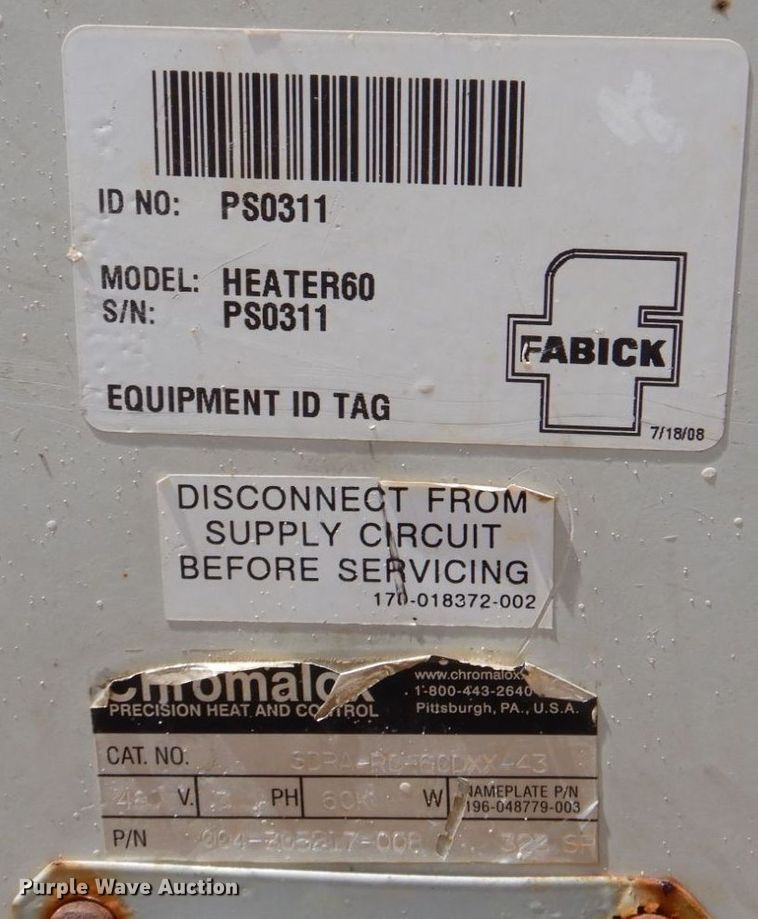 ID NO: PS0311
MODEL: HEATER60
S/N: PS0311
FABICK
EQUIPMENT ID TAG
7/18/08
DISCONNECT FROM
SUPPLY CIRCUIT
BEFORE SERVICING
170-018372-002
Chromalox
www.chromalox.
1-800-443-2640
PRECISION HEAT AND CONTROL
Pittsburgh, PA., U.S.A.
CAT. NO.
V. PH 60K W NAMEPLATE P/N
196-048779-003
P/N
Purple Wave Auction